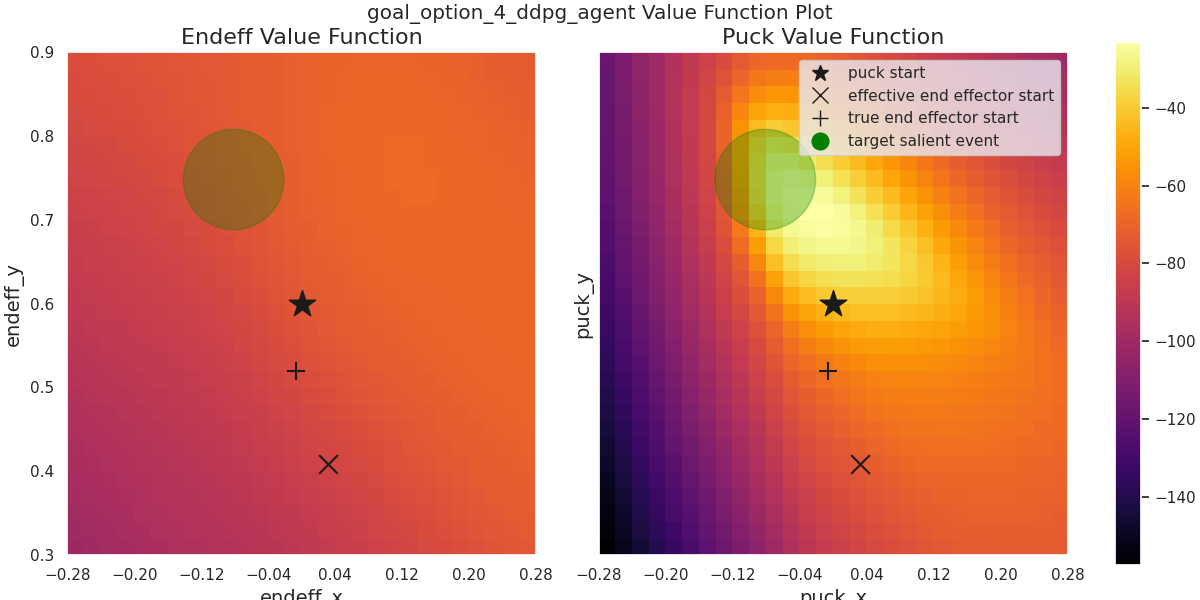 goal_option_4_ddpg_agent Value Function Plot
Endeff Value Function
Puck Value Function
endeff_y
0.9
0.8
0.7
0.6
0.5
0.4
0.3
−0.28 −0.20 −0.12 −0.04 0.04 0.12 0.20 0.28
endeff_x
puck_y
puck start
effective end effector start
true end effector start
target salient event
−0.28 −0.20 −0.12 −0.04 0.04 0.12 0.20 0.28
puck_x
−40
−60
−80
−100
−120
−140